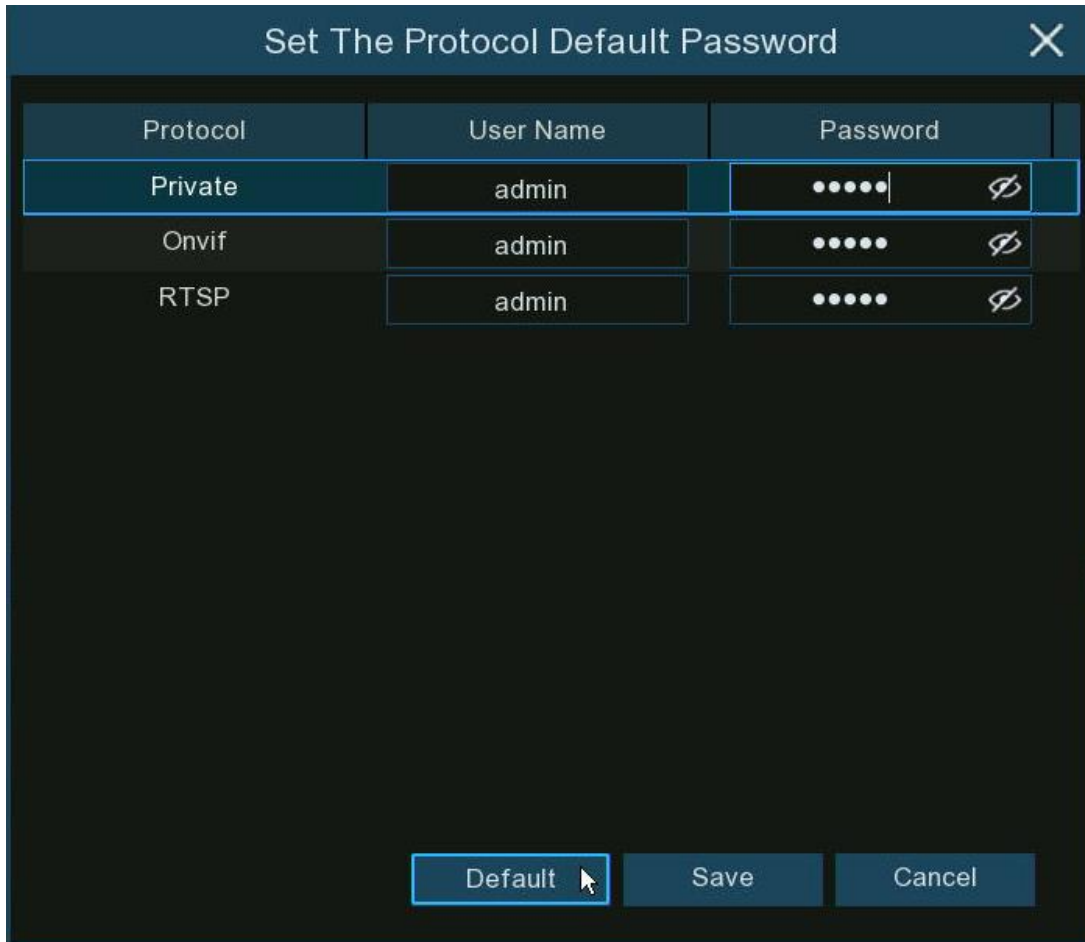 Set The Protocol Default Password
Protocol User Name Password
Private admin •••••
Onvif admin •••••
RTSP admin •••••
Default Save Cancel